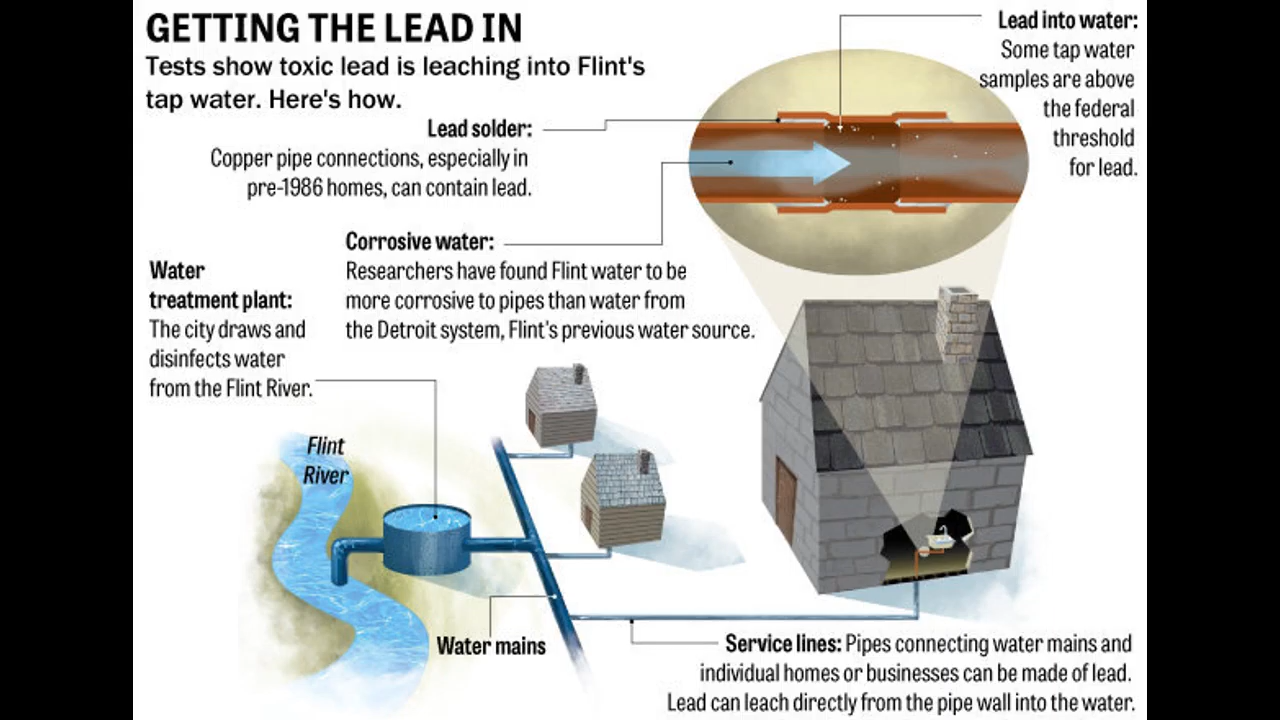 GETTING THE LEAD IN
Tests show toxic lead is leaching into Flint's
tap water. Here's how.
Lead into water:
Some tap water
samples are above
the federal
threshold
for lead.
Lead solder:
Copper pipe connections, especially in
pre-1986 homes, can contain lead.
Corrosive water:
Researchers have found Flint water to be
more corrosive to pipes than water from
the Detroit system, Flint's previous water source.
Water
treatment plant:
The city draws and
disinfects water
from the Flint River.
Flint
River
Water mains
Service lines: Pipes connecting water mains and
individual homes or businesses can be made of lead.
Lead can leach directly from the pipe wall into the water.